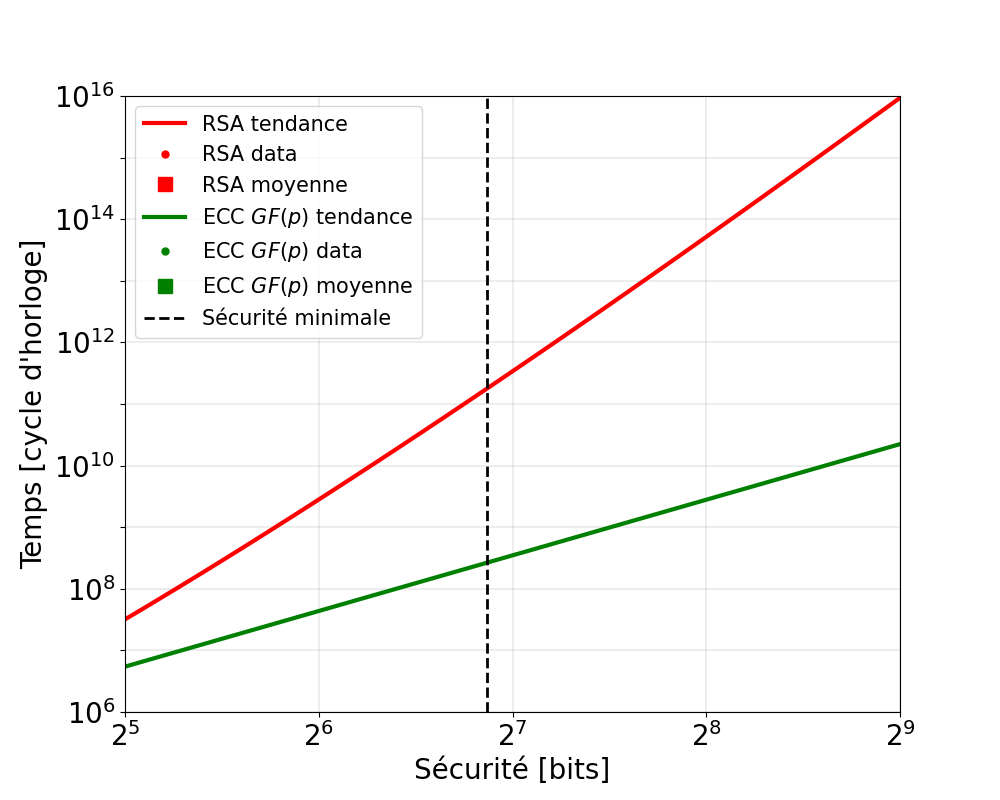 10^16
10^14
10^12
10^10
10^8
10^6
Temps [cycle d'horloge]
RSA tendance
RSA data
RSA moyenne
ECC GF(p) tendance
ECC GF(p) data
ECC GF(p) moyenne
Sécurité minimale
2^5 2^6 2^7 2^8 2^9
Sécurité [bits]